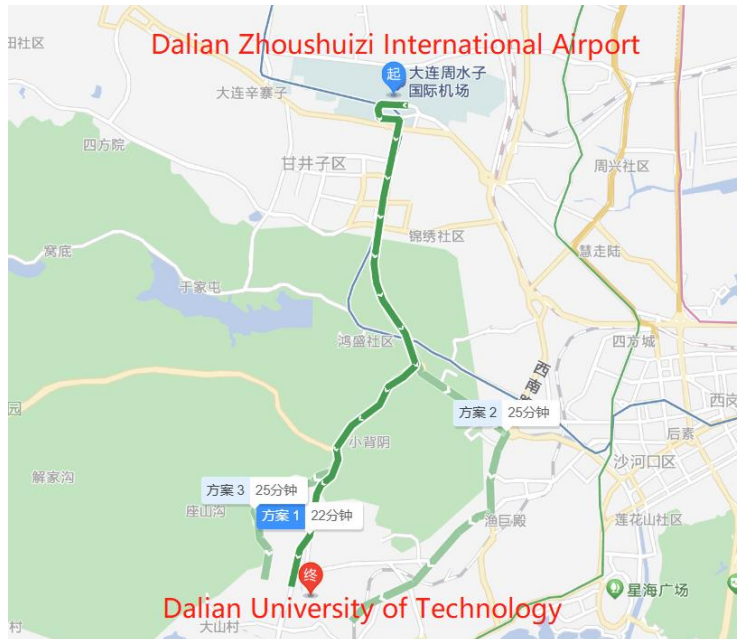 Dalian Zhoushuizi International Airport
田社区
起
大连周水子
国际机场
大连辛寨子
四方院
甘井子区
周兴社区
锦绣社区
慧走陆
窝底
于家屯
鸿盛社区
四方城
西南
西岗
园
方案2 25分钟
小背阴
后素
沙河口区
解家沟
方案3 25分钟
座山沟
方案1 22分钟
渔巨殿
莲花山社区
终
星海广场
Dalian University of Technology
村
大山村